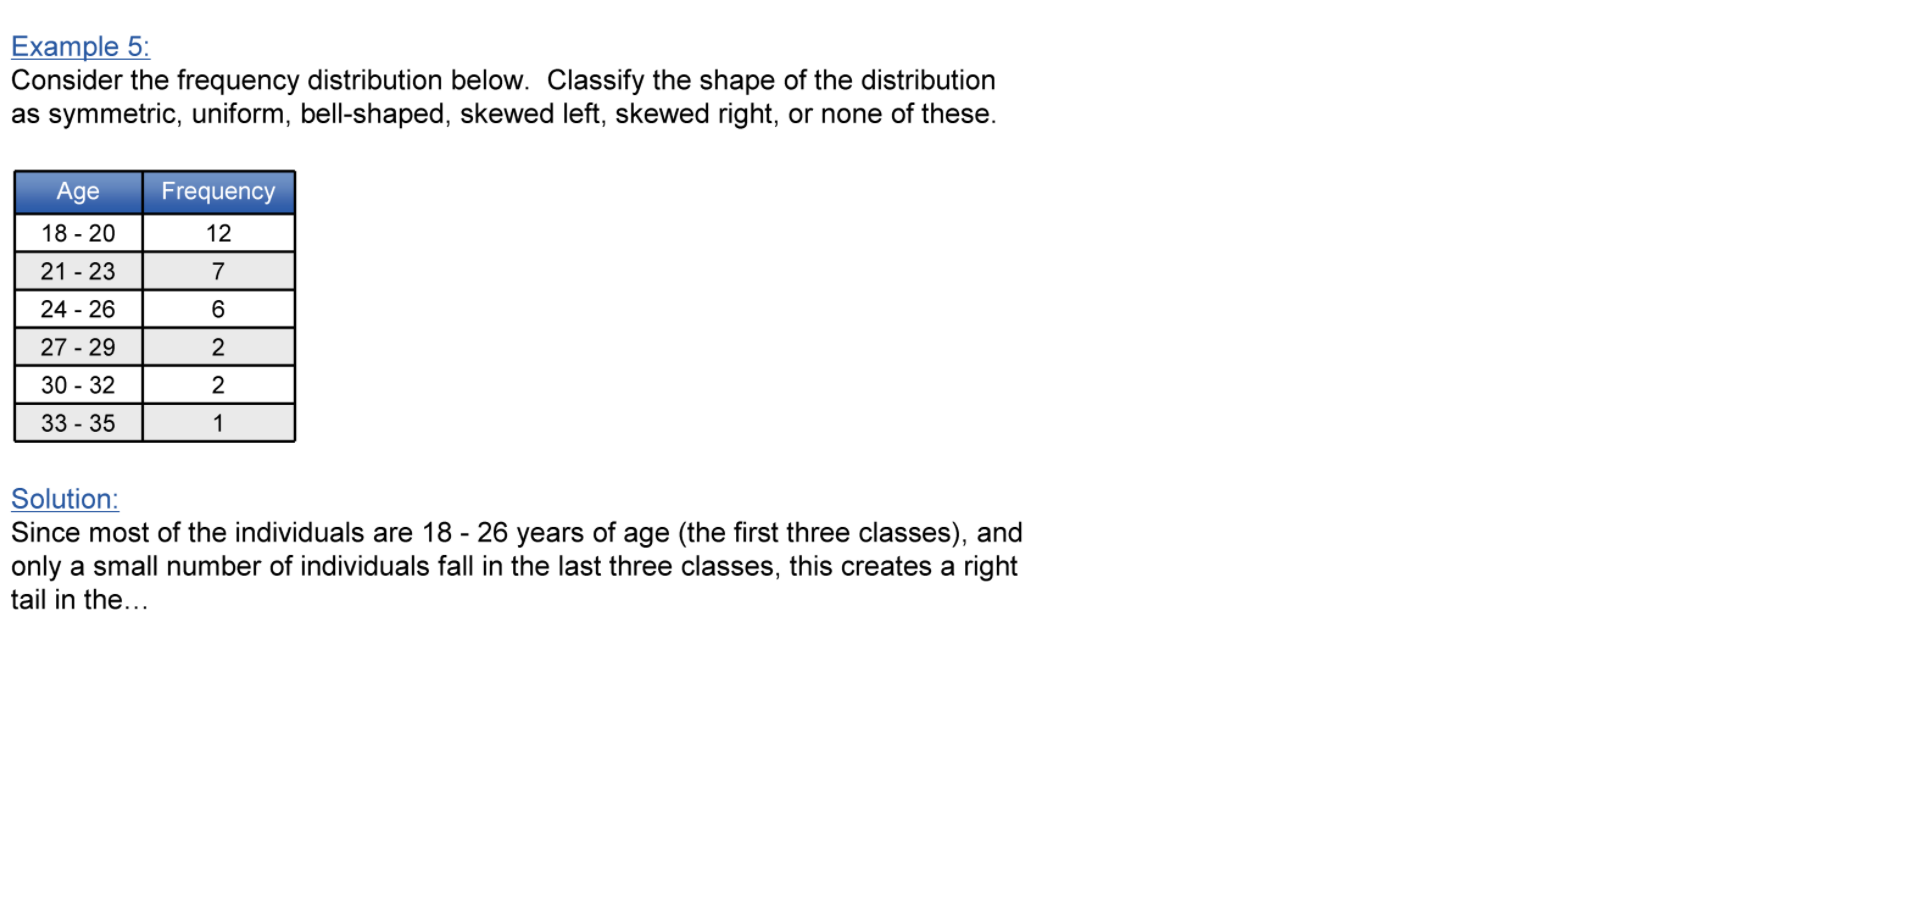 Example 5:
Consider the frequency distribution below.  Classify the shape of the distribution
as symmetric, uniform, bell-shaped, skewed left, skewed right, or none of these.
Age Frequency
18 - 20 12
21 - 23 7
24 - 26 6
27 - 29 2
30 - 32 2
33 - 35 1
Solution:
Since most of the individuals are 18 - 26 years of age (the first three classes), and
only a small number of individuals fall in the last three classes, this creates a right
tail in the...